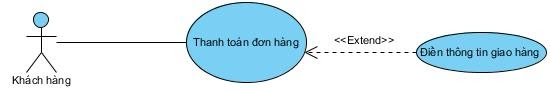 <<Extend>>
Thanh toán đơn hàng
Điền thông tin giao hàng
Khách hàng